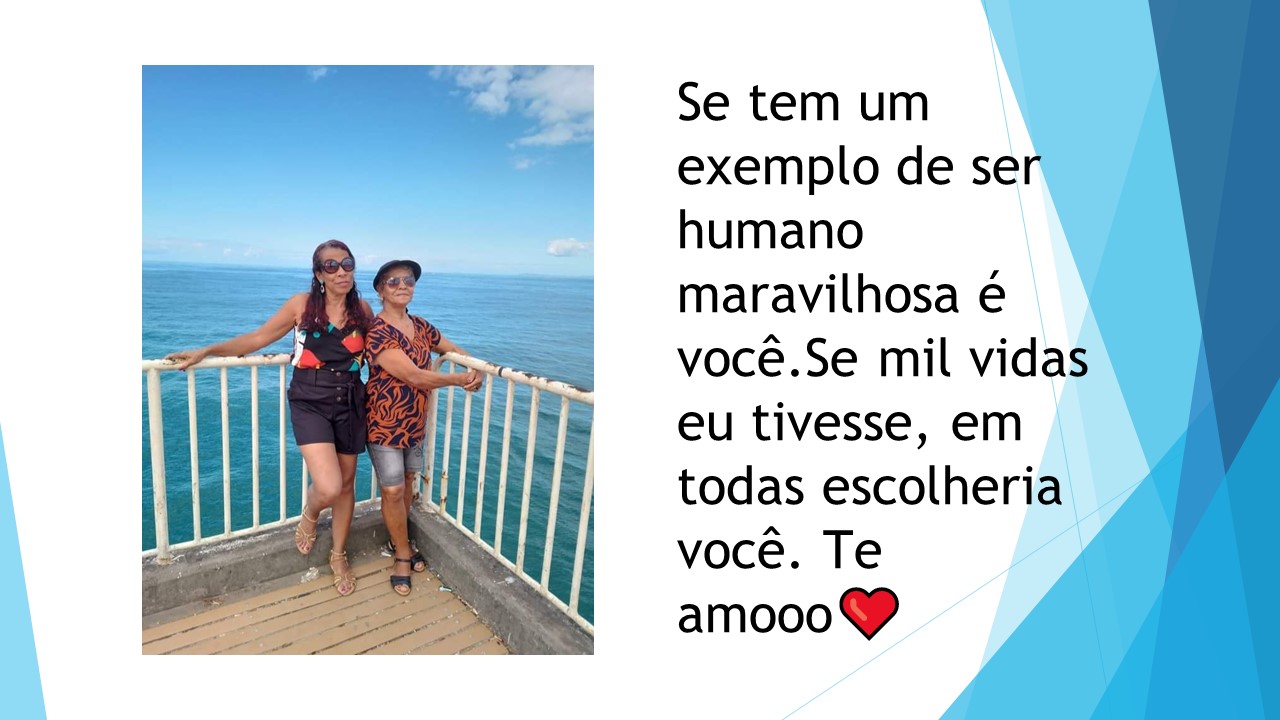 Se tem um
exemplo de ser
humano
maravilhosa é
você.Se mil vidas
eu tivesse, em
todas escolheria
você. Te
amooo❤